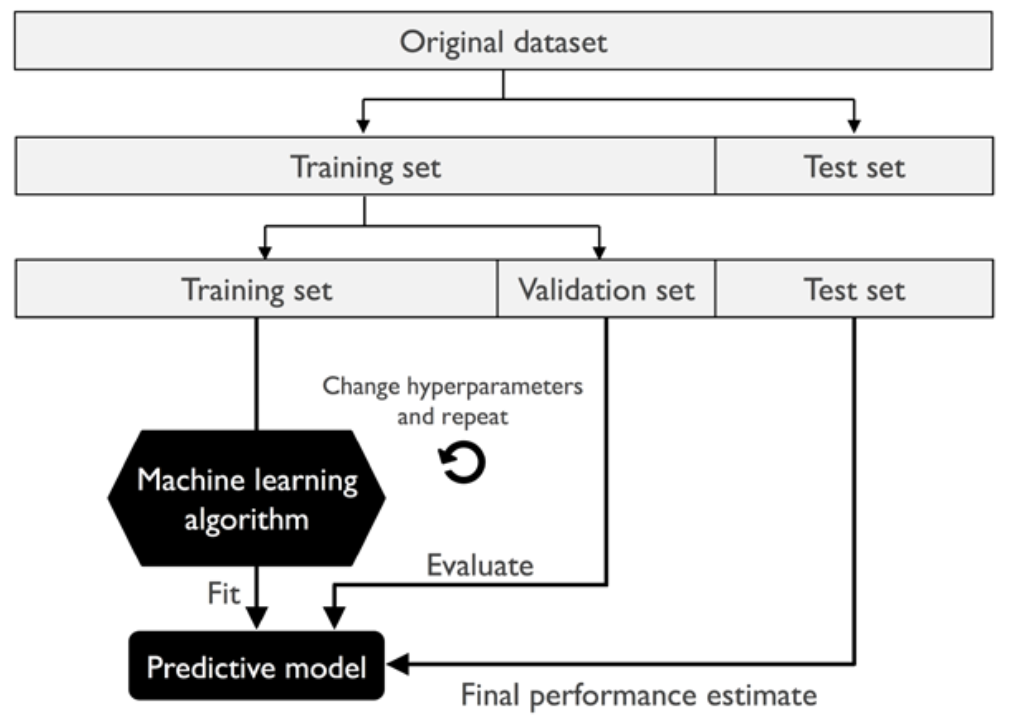 Original dataset
Training set
Test set
Training set
Validation set
Test set
Change hyperparameters
and repeat
Machine learning
algorithm
Evaluate
Fit
Predictive model
Final performance estimate